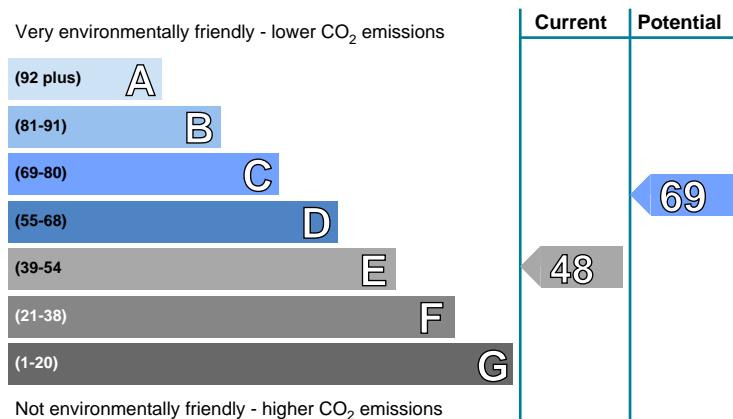 Current Potential
Very environmentally friendly - lower CO2 emissions
(92 plus) A
(81-91) B
(69-80) C
69
(55-68) D
(39-54 E
48
(21-38) F
(1-20) G
Not environmentally friendly - higher CO2 emissions